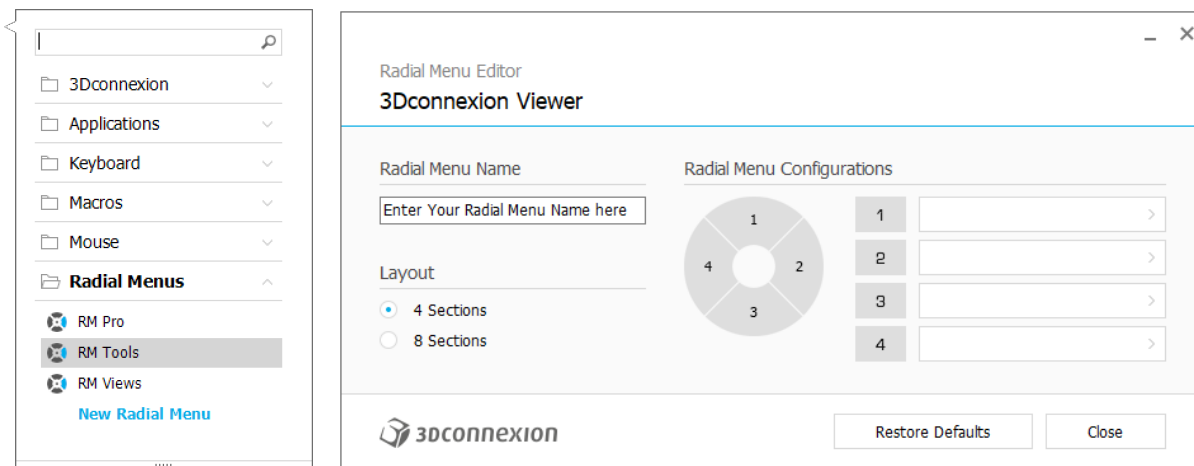 3Dconnexion
Applications
Keyboard
Macros
Mouse
Radial Menus
RM Pro
RM Tools
RM Views
New Radial Menu
Radial Menu Editor
3Dconnexion Viewer
Radial Menu Name
Enter Your Radial Menu Name here
Layout
4 Sections
8 Sections
Radial Menu Configurations
1
4 2
3
1
2
3
4
3Dconnexion
Restore Defaults
Close